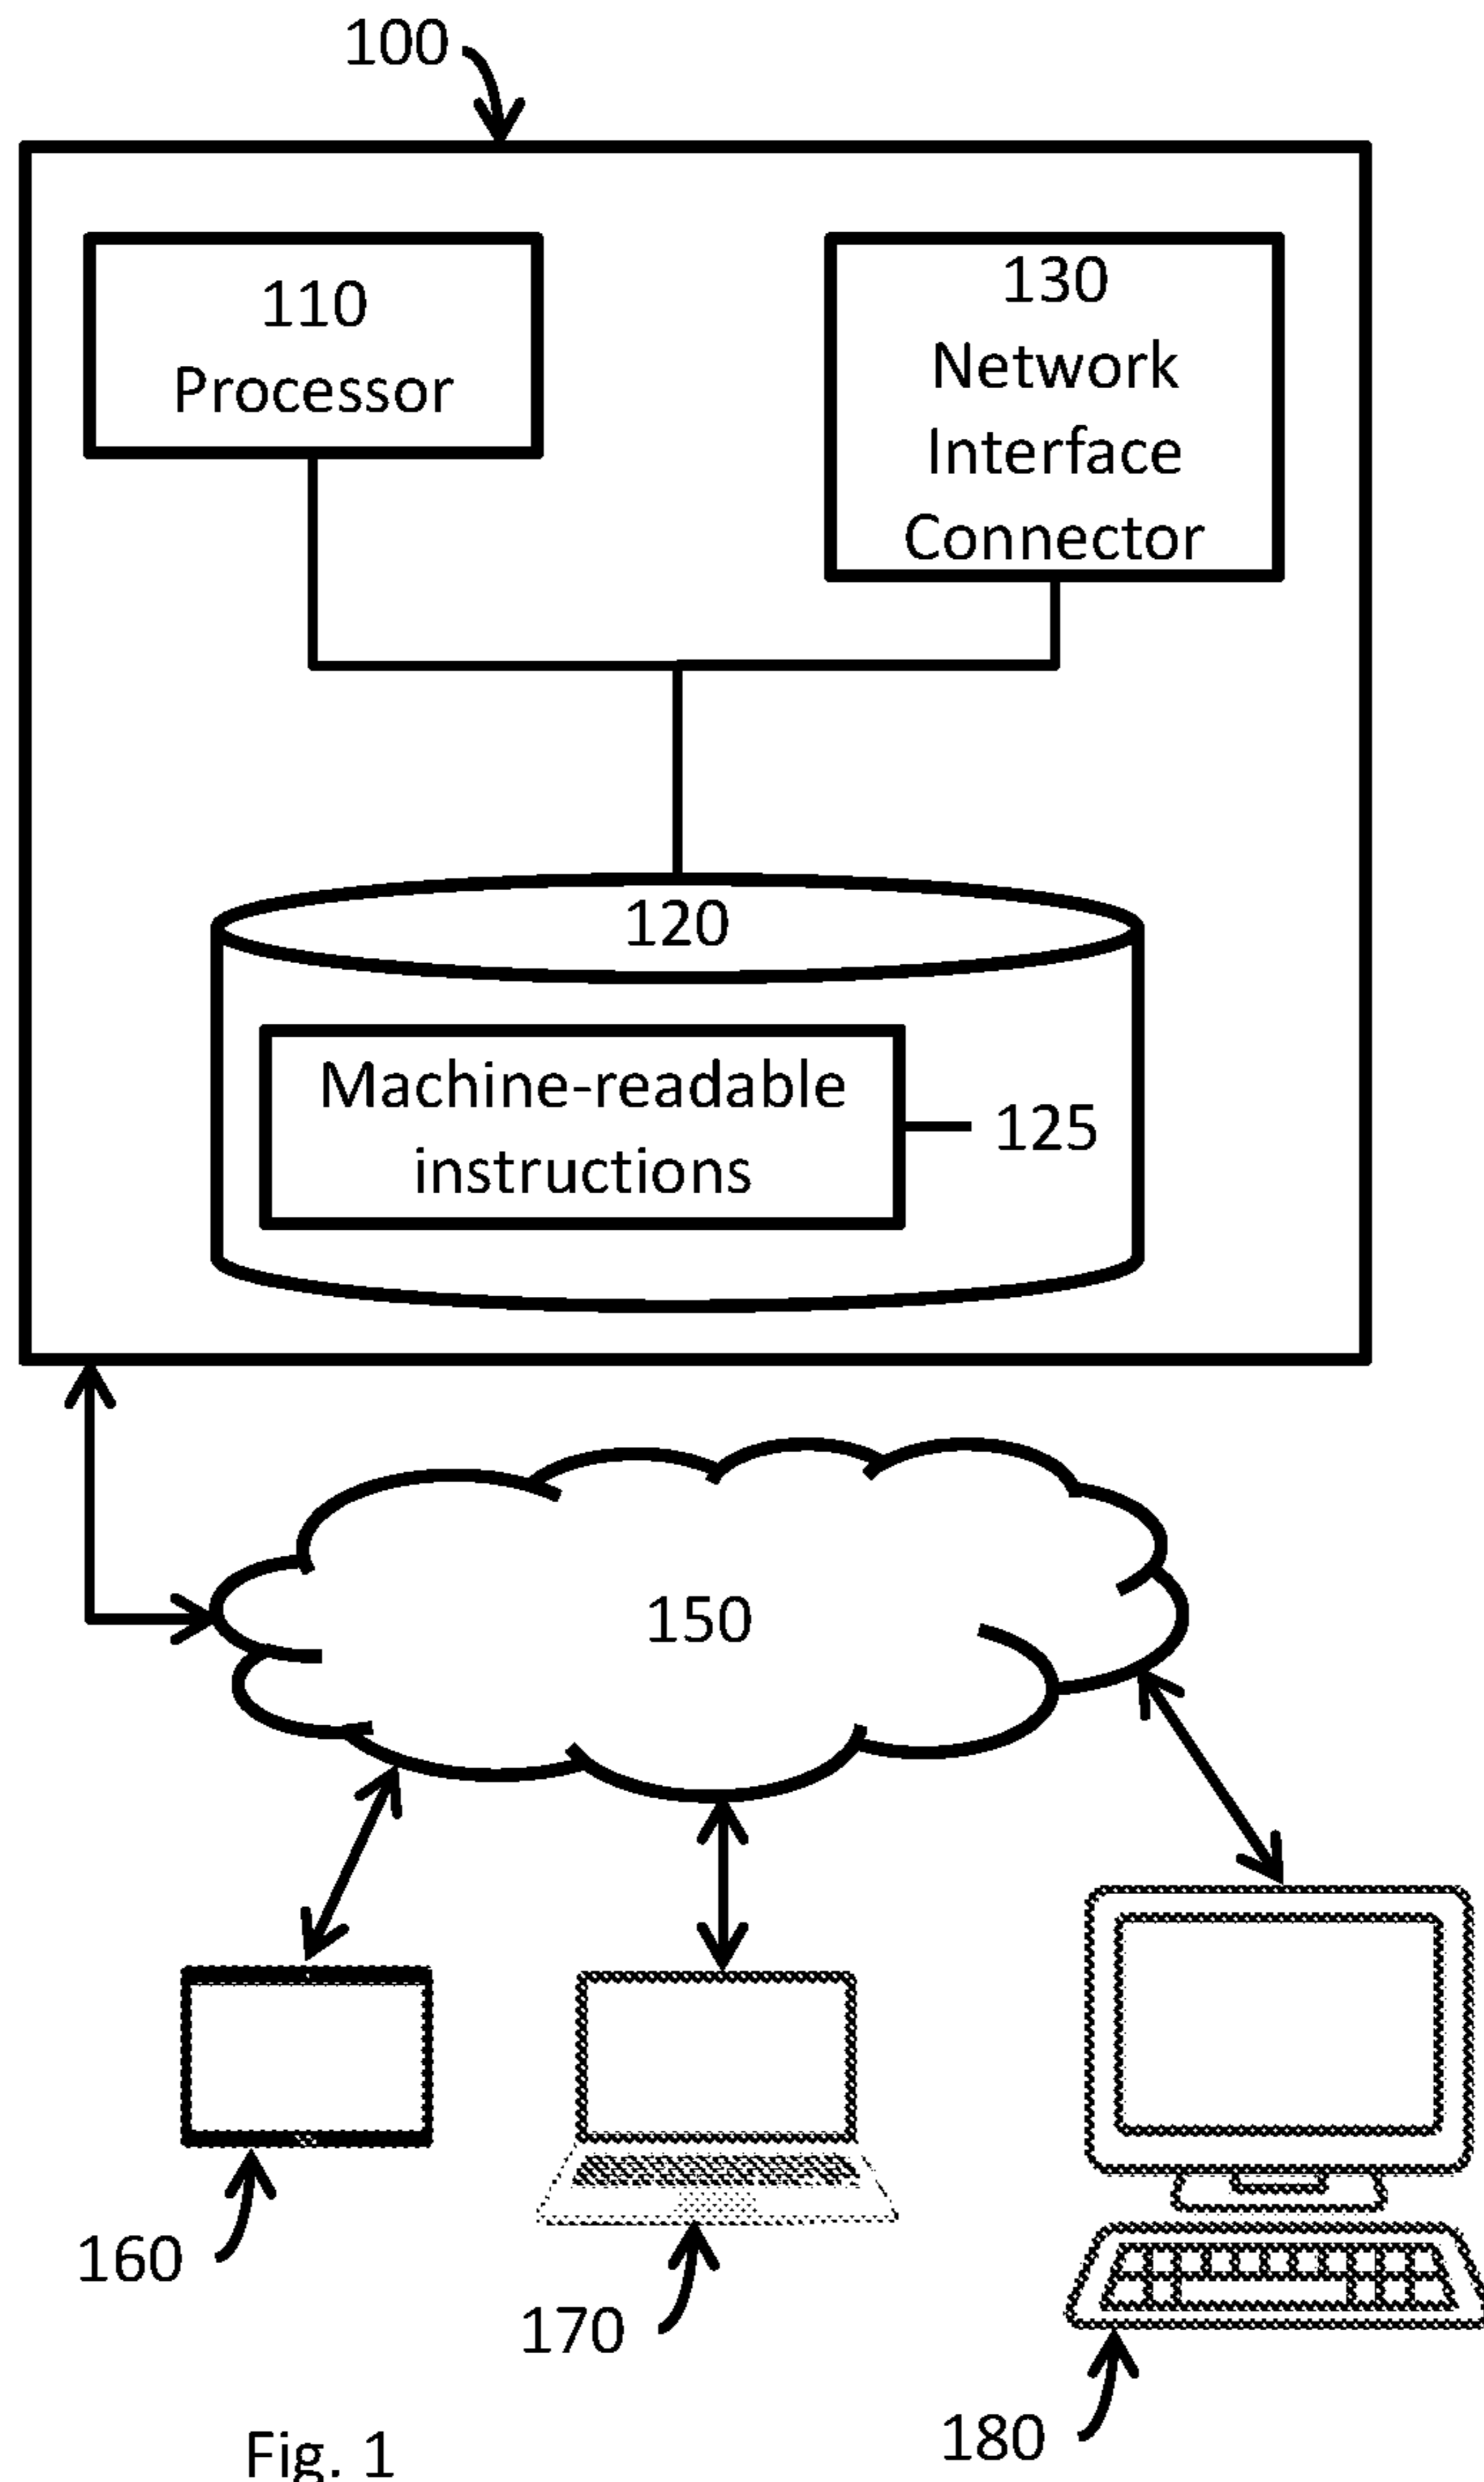 100
110
Processor
130
Network
Interface
Connector
120
Machine-readable
instructions
125
150
160
170
180
Fig. 1